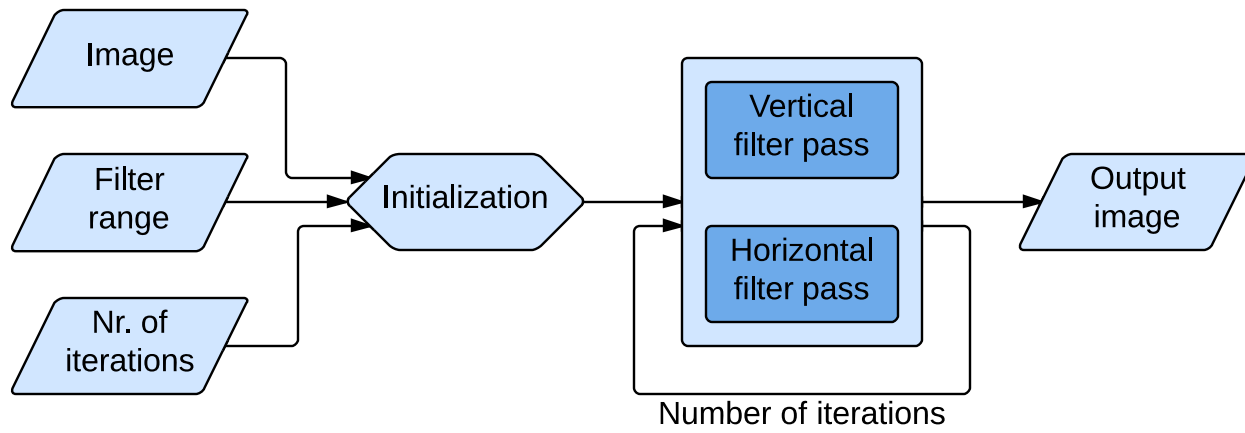 Image
Filter
range
Nr. of
iterations
Initialization
Vertical
filter pass
Horizontal
filter pass
Number of iterations
Output
image